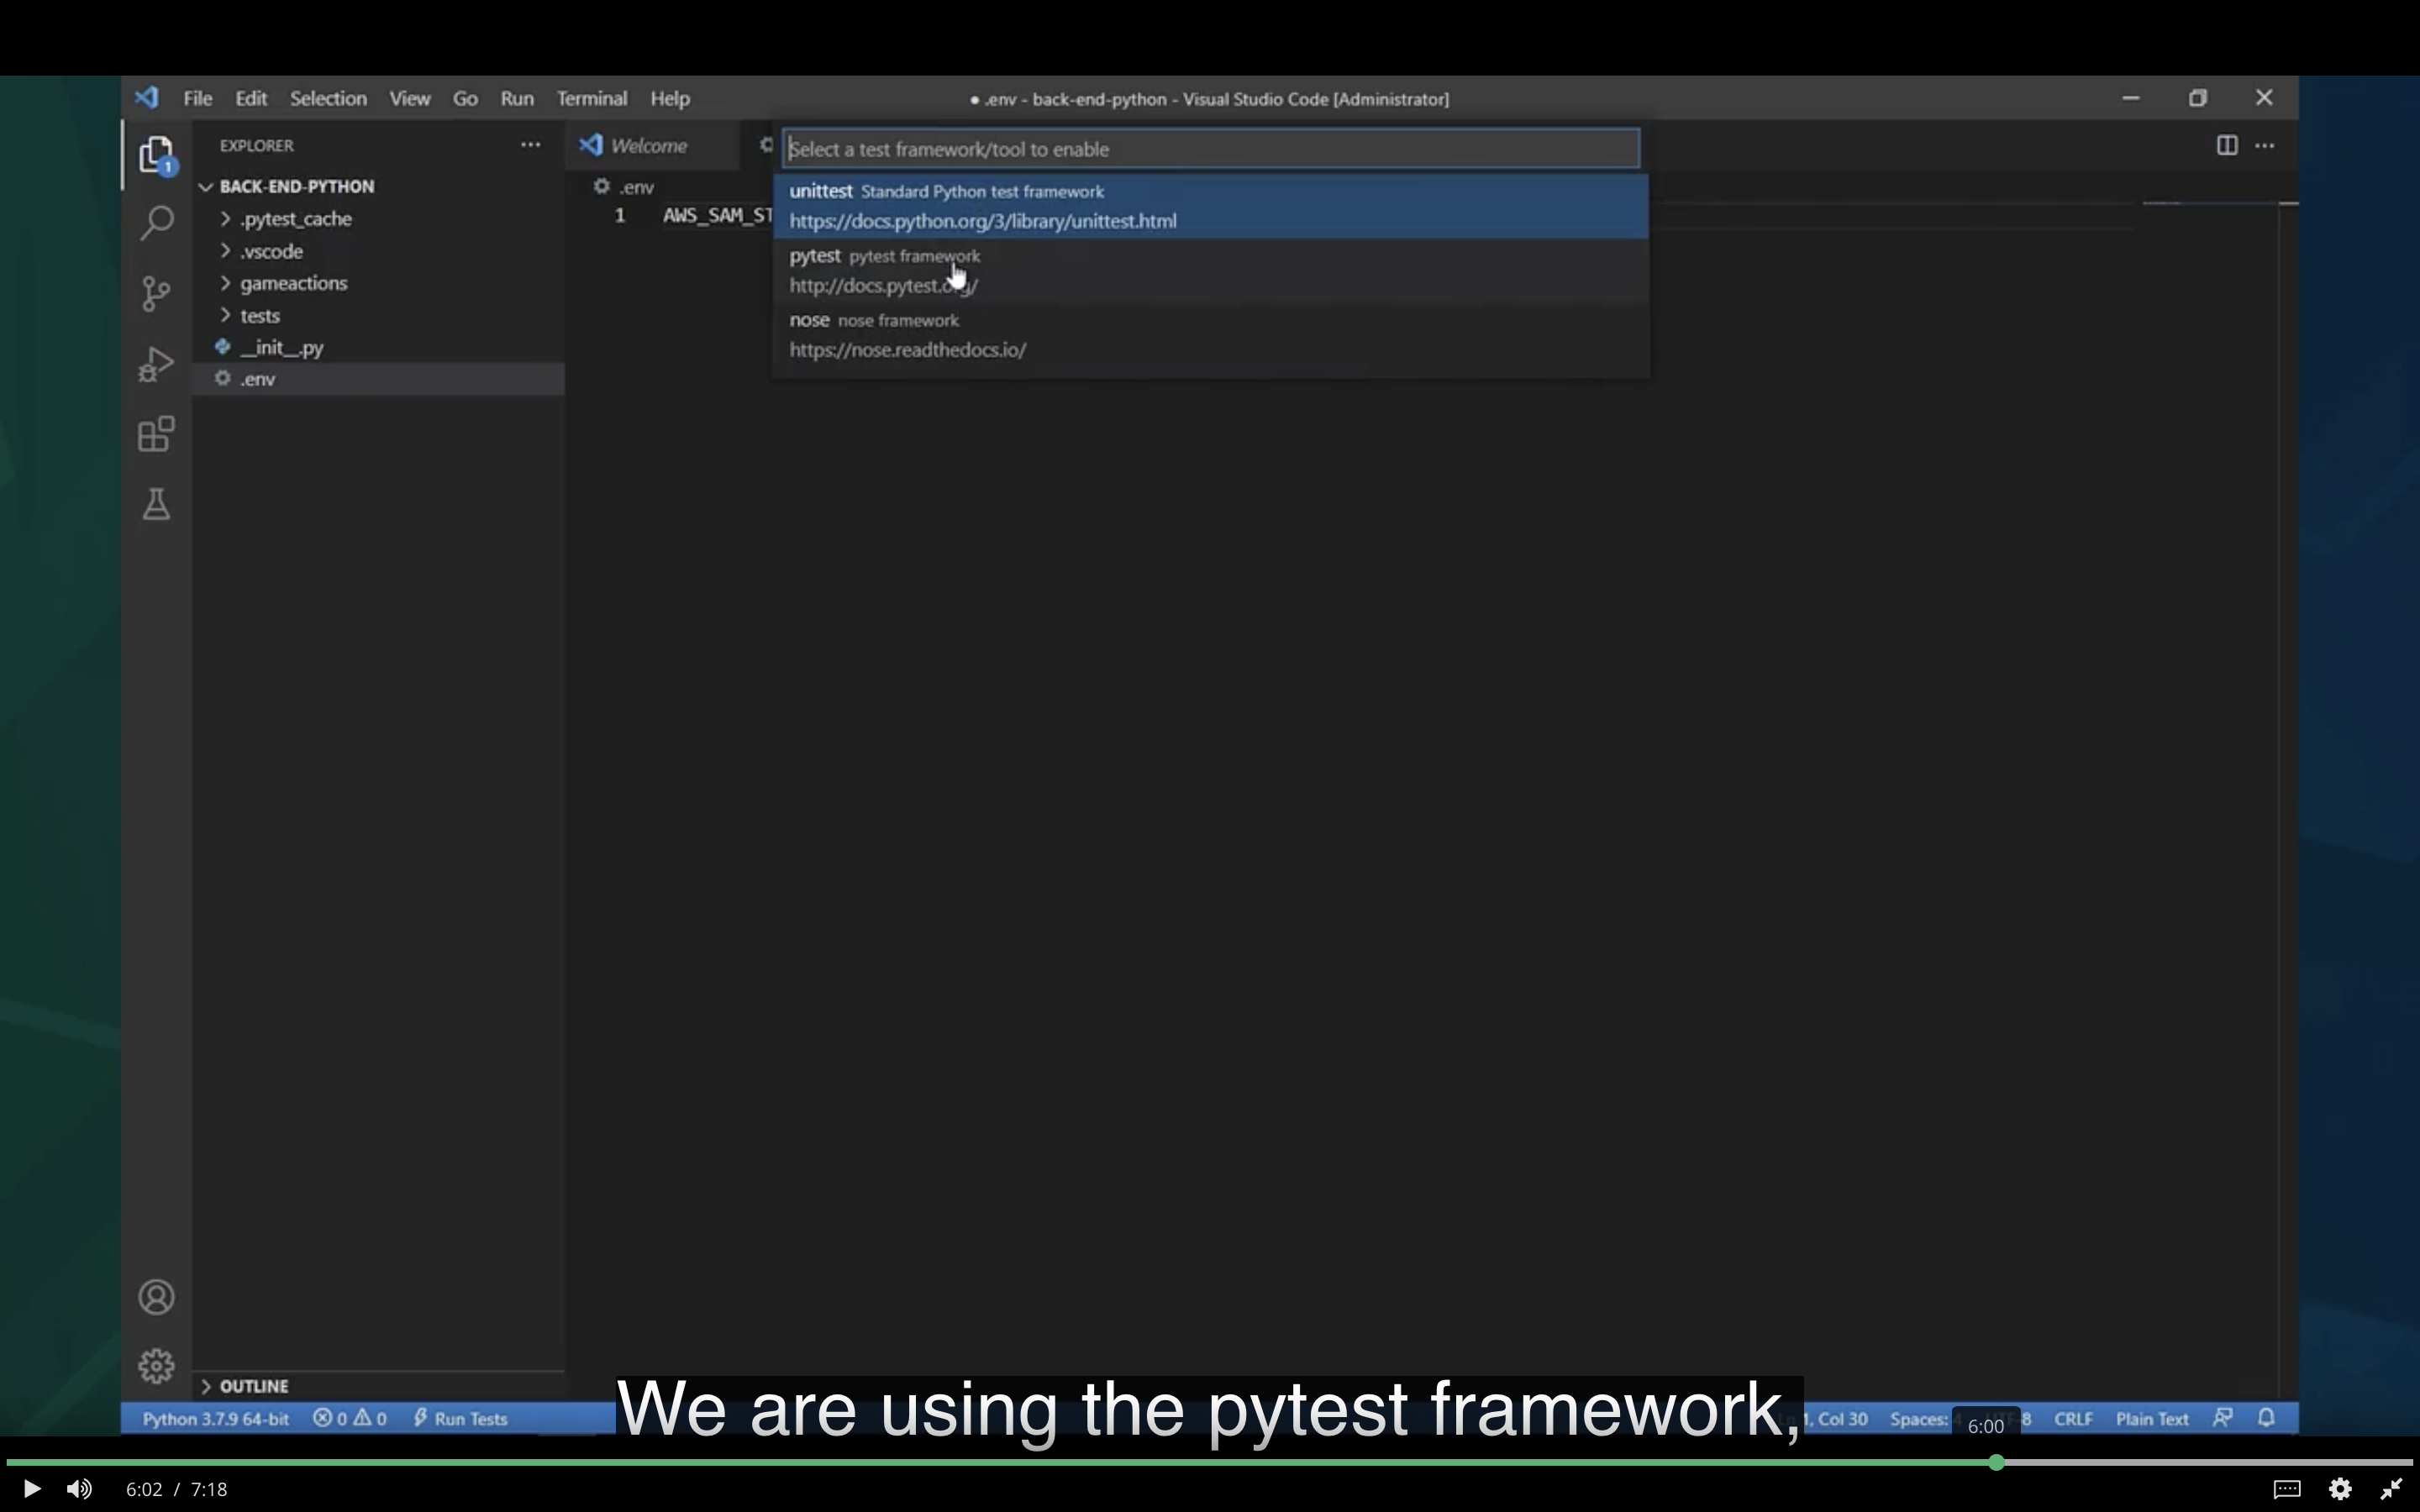 File Edit Selection View Go Run Terminal Help
● .env - back-end-python - Visual Studio Code [Administrator]
EXPLORER
Welcome
Select a test framework/tool to enable
1
BACK-END-PYTHON
.env
unittest Standard Python test framework
https://docs.python.org/3/library/unittest.html
1 AWS_SAM_ST
.pytest_cache
.vscode
pytest pytest framework
http://docs.pytest.org/
gameactions
tests
nose nose framework
https://nose.readthedocs.io/
__init__.py
.env
OUTLINE
We are using the pytest framework,
Python 3.7.9 64-bit 0 0 Run Tests
1, Col 30 Spaces: 8 CRLF Plain Text
6:00
6:02 / 7:18